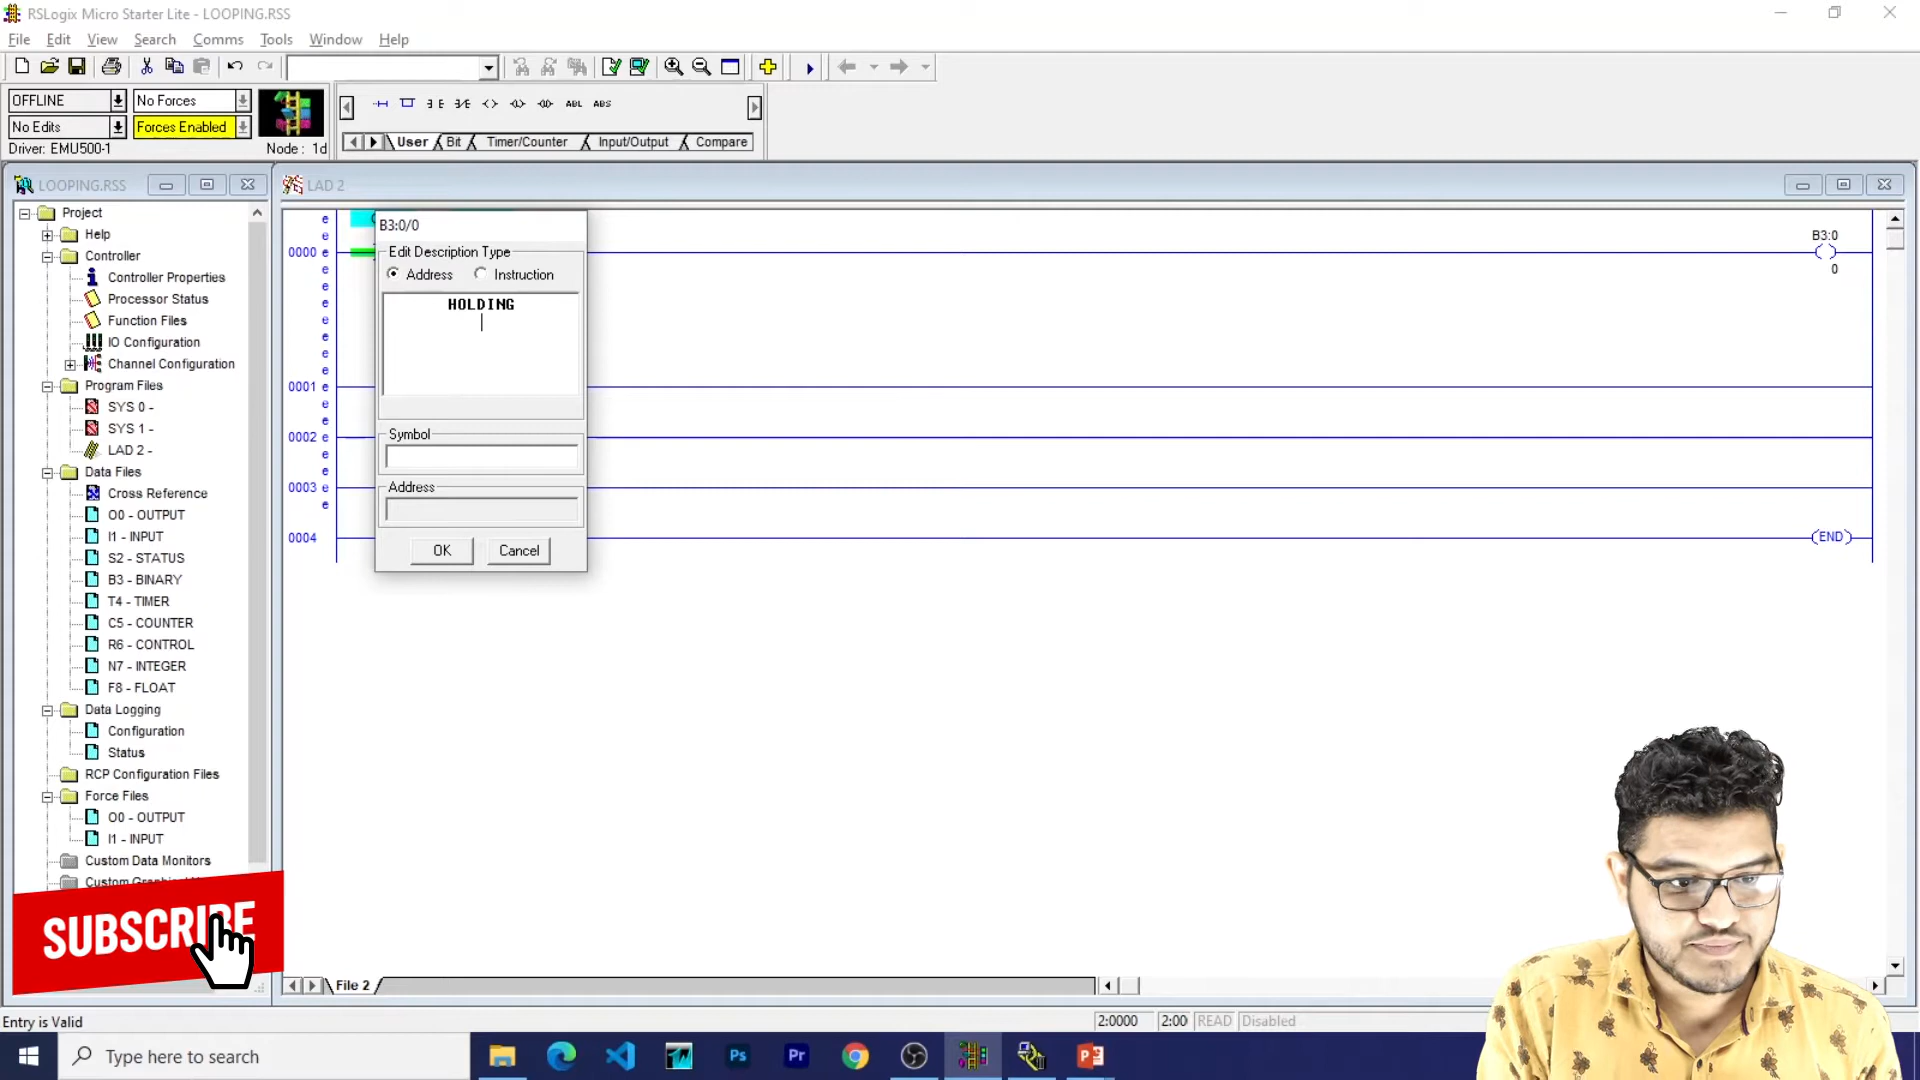 RSLogix Micro Starter Lite - LOOPING.RSS
File Edit View Search Comms Tools Window Help
OFFLINE No Forces
No Edits Forces Enabled
Driver: EMU500-1 Node : 1d
ABL ABS
User Bit Timer/Counter Input/Output Compare
LOOPING.RSS
Project
Help
Controller
Controller Properties
Processor Status
Function Files
IO Configuration
Channel Configuration
Program Files
SYS 0 -
SYS 1 -
LAD 2 -
Data Files
Cross Reference
O0 - OUTPUT
I1 - INPUT
S2 - STATUS
B3 - BINARY
T4 - TIMER
C5 - COUNTER
R6 - CONTROL
N7 - INTEGER
F8 - FLOAT
Data Logging
Configuration
Status
RCP Configuration Files
Force Files
O0 - OUTPUT
I1 - INPUT
Custom Data Monitors
LAD 2
e
e
0000 e
e
e
e
e
e
e
e
0001 e
e
e
0002 e
e
e
0003 e
e
0004
B3:0
0
(END)
B3:0/0
Edit Description Type
Address Instruction
HOLDING
Symbol
Address
OK Cancel
SUBSCRIBE
File 2
Entry is Valid
2:0000 2:00 READ Disabled
Type here to search
Ps Pr